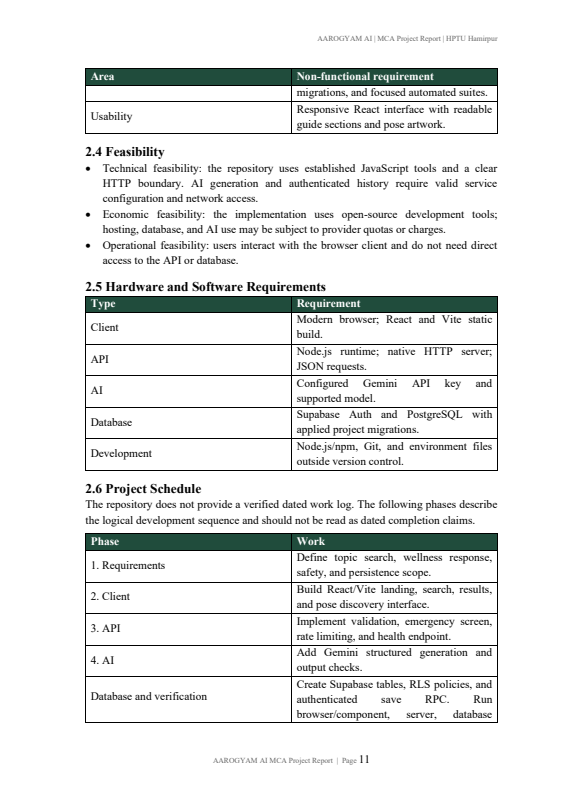 AAROGYAM AI | MCA Project Report | HPTU Hamirpur
Area Non-functional requirement
migrations, and focused automated suites.
Usability Responsive React interface with readable
guide sections and pose artwork.
2.4 Feasibility
• Technical feasibility: the repository uses established JavaScript tools and a clear
HTTP boundary. AI generation and authenticated history require valid service
configuration and network access.
• Economic feasibility: the implementation uses open-source development tools;
hosting, database, and AI use may be subject to provider quotas or charges.
• Operational feasibility: users interact with the browser client and do not need direct
access to the API or database.
2.5 Hardware and Software Requirements
Type Requirement
Client Modern browser; React and Vite static
build.
API Node.js runtime; native HTTP server;
JSON requests.
AI Configured Gemini API key and
supported model.
Database Supabase Auth and PostgreSQL with
applied project migrations.
Development Node.js/npm, Git, and environment files
outside version control.
2.6 Project Schedule
The repository does not provide a verified dated work log. The following phases describe
the logical development sequence and should not be read as dated completion claims.
Phase Work
1. Requirements Define topic search, wellness response,
safety, and persistence scope.
2. Client Build React/Vite landing, search, results,
and pose discovery interface.
3. API Implement validation, emergency screen,
rate limiting, and health endpoint.
4. AI Add Gemini structured generation and
output checks.
Database and verification Create Supabase tables, RLS policies, and
authenticated save RPC. Run
browser/component, server, database
AAROGYAM AI MCA Project Report | Page 11